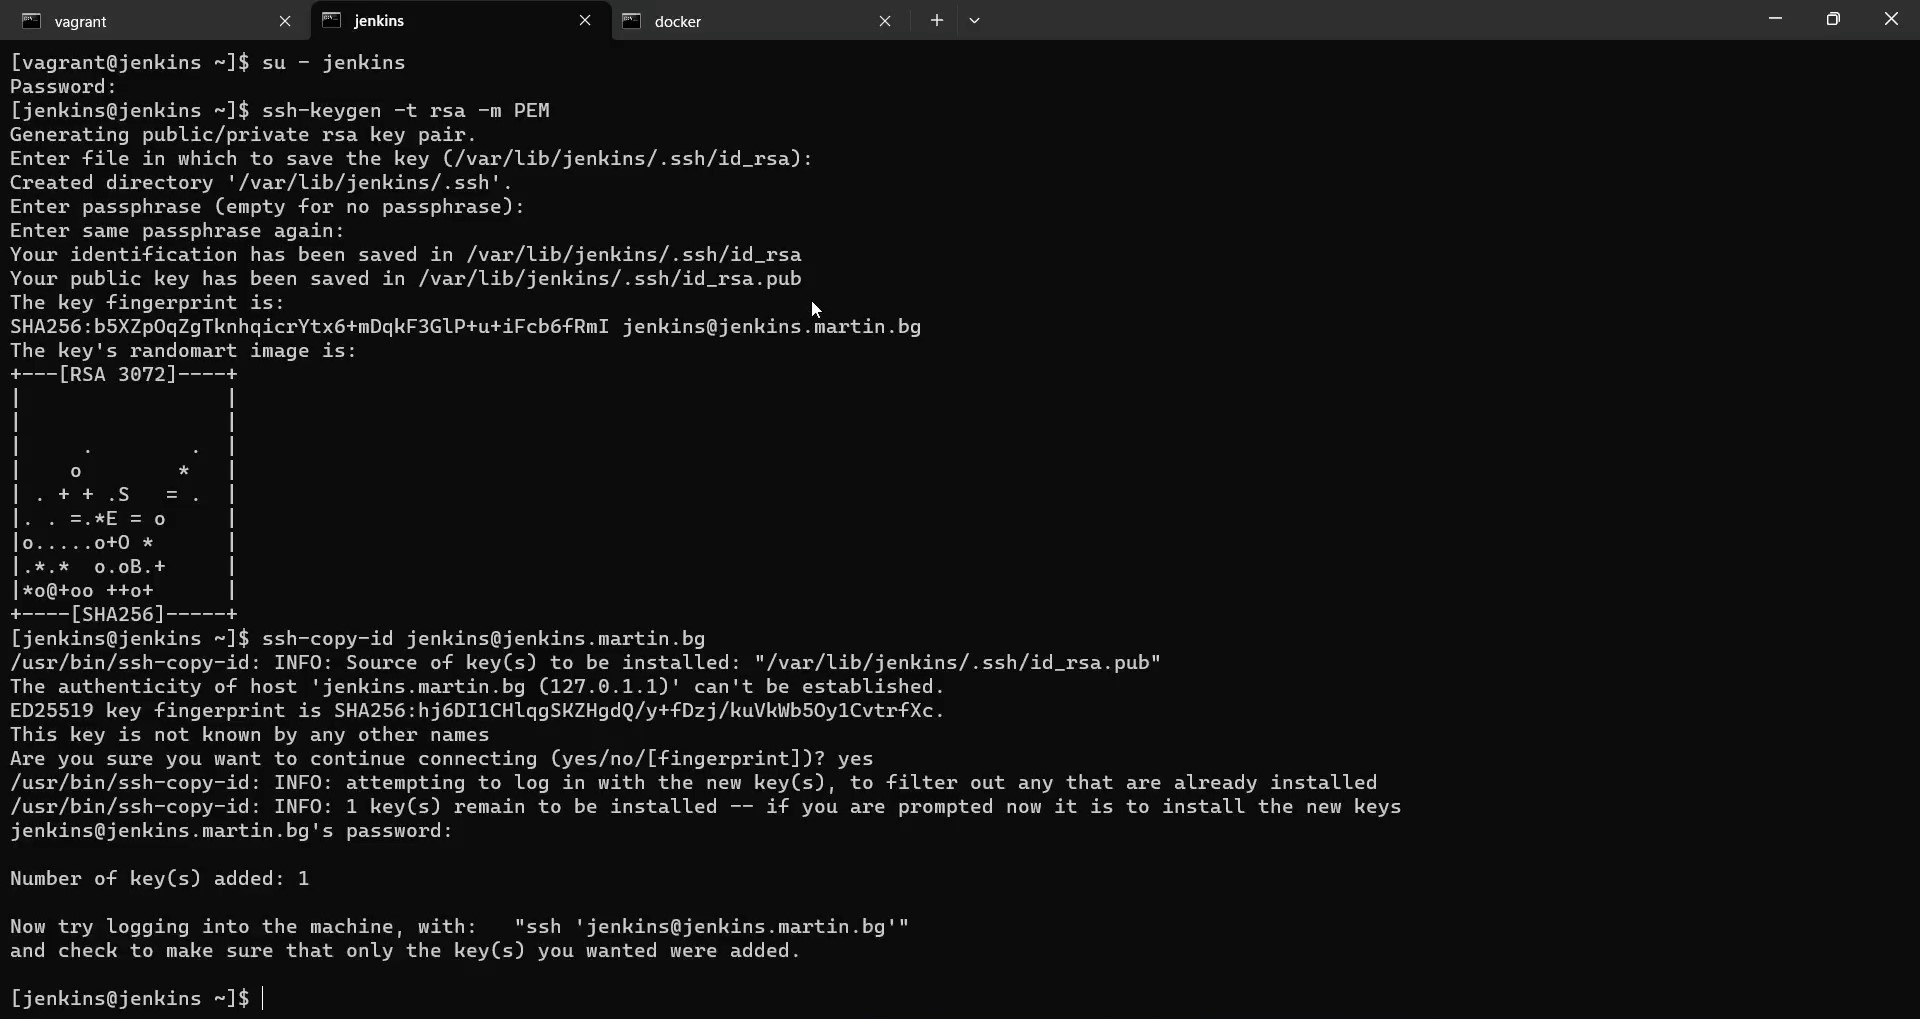 vagrant
jenkins
docker
[vagrant@jenkins ~]$ su - jenkins
Password:
[jenkins@jenkins ~]$ ssh-keygen -t rsa -m PEM
Generating public/private rsa key pair.
Enter file in which to save the key (/var/lib/jenkins/.ssh/id_rsa):
Created directory '/var/lib/jenkins/.ssh'.
Enter passphrase (empty for no passphrase):
Enter same passphrase again:
Your identification has been saved in /var/lib/jenkins/.ssh/id_rsa
Your public key has been saved in /var/lib/jenkins/.ssh/id_rsa.pub
The key fingerprint is:
SHA256:b5XZpOqZgTknhqicrYtx6+mDqkF3GlP+u+iFcb6fRmI jenkins@jenkins.martin.bg
The key's randomart image is:
+---[RSA 3072]----+
|                 |
|                 |
|     .        .  |
|    o        *   |
| . + + .S   = .  |
|. . =.*E = o     |
|o.....o+O *      |
|.*.*  o.oB.+     |
|*o@+oo ++o+      |
+----[SHA256]-----+
[jenkins@jenkins ~]$ ssh-copy-id jenkins@jenkins.martin.bg
/usr/bin/ssh-copy-id: INFO: Source of key(s) to be installed: "/var/lib/jenkins/.ssh/id_rsa.pub"
The authenticity of host 'jenkins.martin.bg (127.0.1.1)' can't be established.
ED25519 key fingerprint is SHA256:hj6DI1CHlqgSKZHgdQ/y+fDzj/kuVkWb5Oy1CvtrfXc.
This key is not known by any other names
Are you sure you want to continue connecting (yes/no/[fingerprint])? yes
/usr/bin/ssh-copy-id: INFO: attempting to log in with the new key(s), to filter out any that are already installed
/usr/bin/ssh-copy-id: INFO: 1 key(s) remain to be installed -- if you are prompted now it is to install the new keys
jenkins@jenkins.martin.bg's password:
Number of key(s) added: 1
Now try logging into the machine, with:   "ssh 'jenkins@jenkins.martin.bg'"
and check to make sure that only the key(s) you wanted were added.
[jenkins@jenkins ~]$